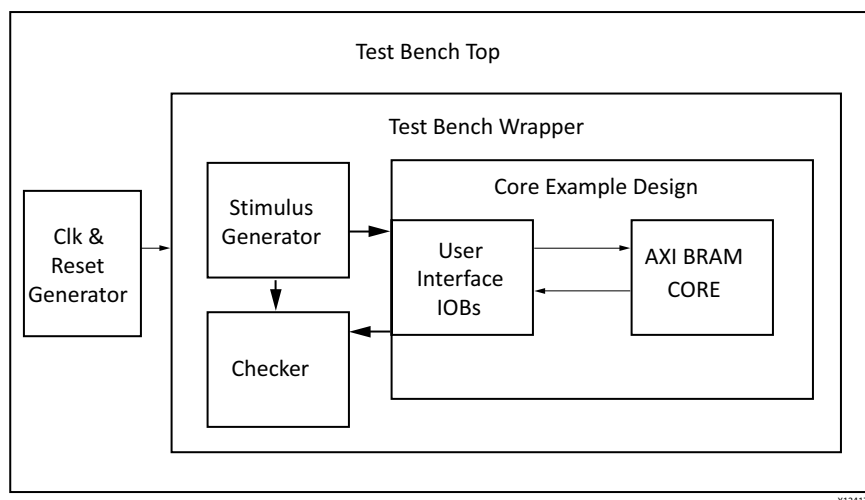 Test Bench Top
Test Bench Wrapper
Core Example Design
Clk &
Reset
Generator
Stimulus
Generator
User
Interface
IOBs
AXI BRAM
CORE
Checker